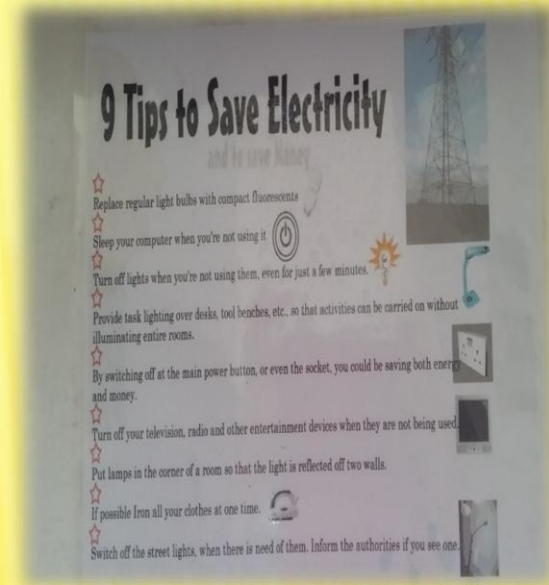 9 Tips to Save Electricity
and to save Money
Replace regular light bulbs with compact fluorescents
Sleep your computer when you're not using it
Turn off lights when you're not using them, even for just a few minutes.
Provide task lighting over desks, tool benches, etc., so that activities can be carried on without
illuminating entire rooms.
By switching off at the main power button, or even the socket, you could be saving both energy
and money.
Turn off your television, radio and other entertainment devices when they are not being used.
Put lamps in the corner of a room so that the light is reflected off two walls.
If possible Iron all your clothes at one time.
Switch off the street lights, when there is need of them. Inform the authorities if you see one.